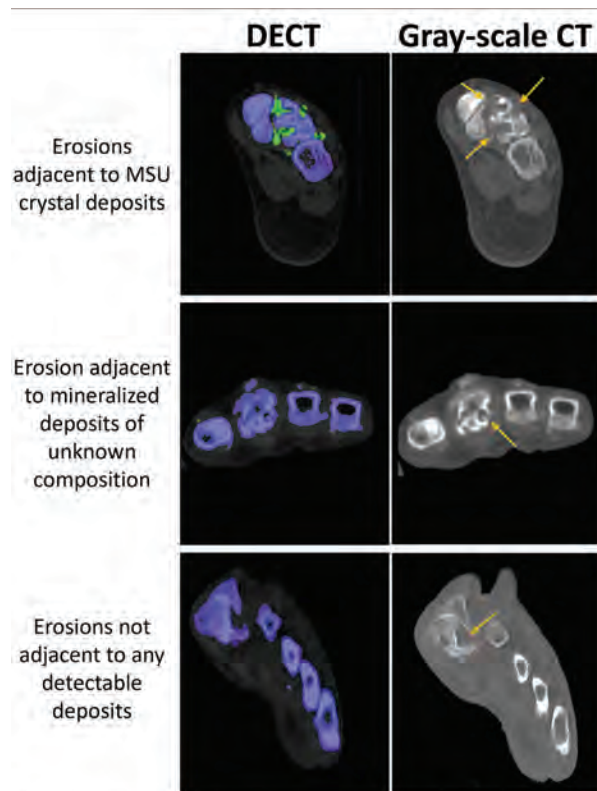 DECT
Gray-scale CT
Erosions
adjacent to MSU
crystal deposits
Erosion adjacent
to mineralized
deposits of
unknown
composition
Erosions not
adjacent to any
detectable
deposits